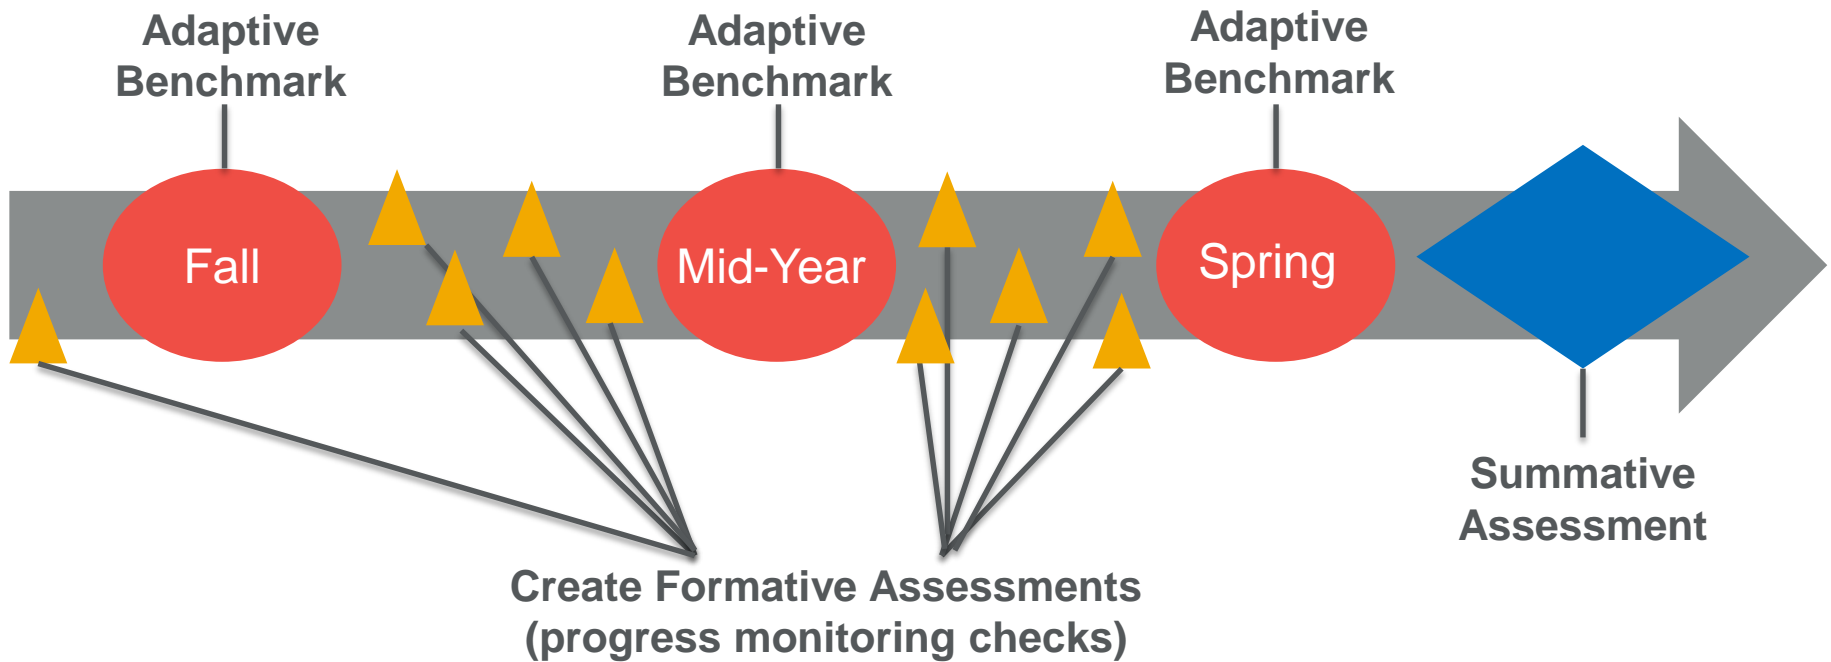 Adaptive
Benchmark
Adaptive
Benchmark
Adaptive
Benchmark
Fall
Mid-Year
Spring
Summative
Assessment
Create Formative Assessments
(progress monitoring checks)